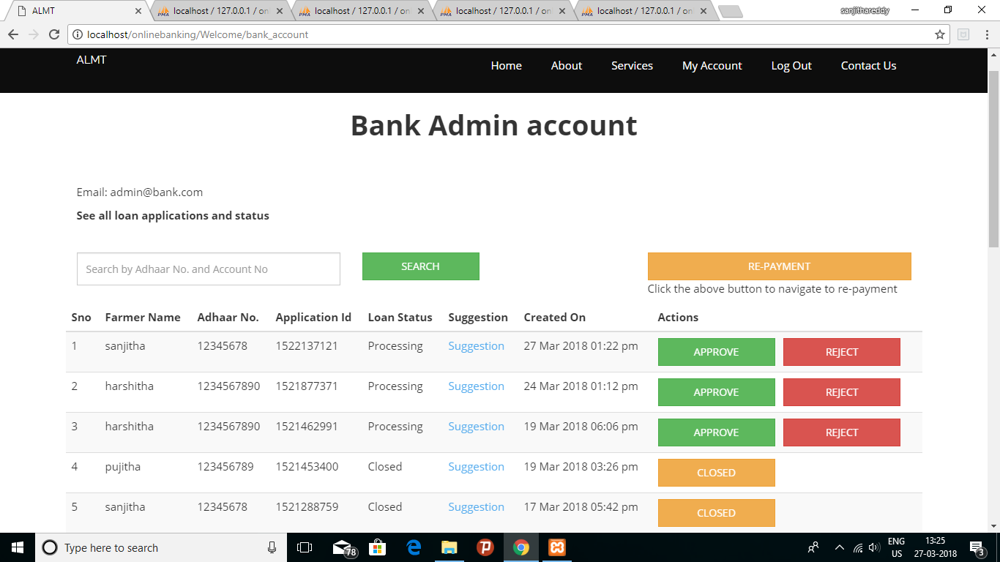 ALMT
localhost / 127.0.0.1 / on
localhost / 127.0.0.1 / on
localhost / 127.0.0.1 / on
localhost / 127.0.0.1 / on
sanjithareddy
localhost/onlinebanking/Welcome/bank_account
ALMT Home About Services My Account Log Out Contact Us
Bank Admin account
Email: admin@bank.com
See all loan applications and status
Search by Adhaar No. and Account No SEARCH RE-PAYMENT
Click the above button to navigate to re-payment
Sno Farmer Name Adhaar No. Application Id Loan Status Suggestion Created On Actions
1 sanjitha 12345678 1522137121 Processing Suggestion 27 Mar 2018 01:22 pm APPROVE REJECT
2 harshitha 1234567890 1521877371 Processing Suggestion 24 Mar 2018 01:12 pm APPROVE REJECT
3 harshitha 1234567890 1521462991 Processing Suggestion 19 Mar 2018 06:06 pm APPROVE REJECT
4 pujitha 123456789 1521453400 Closed Suggestion 19 Mar 2018 03:26 pm CLOSED
5 sanjitha 12345678 1521288759 Closed Suggestion 17 Mar 2018 05:42 pm CLOSED
Type here to search 78 ENG 13:25
US 27-03-2018 3